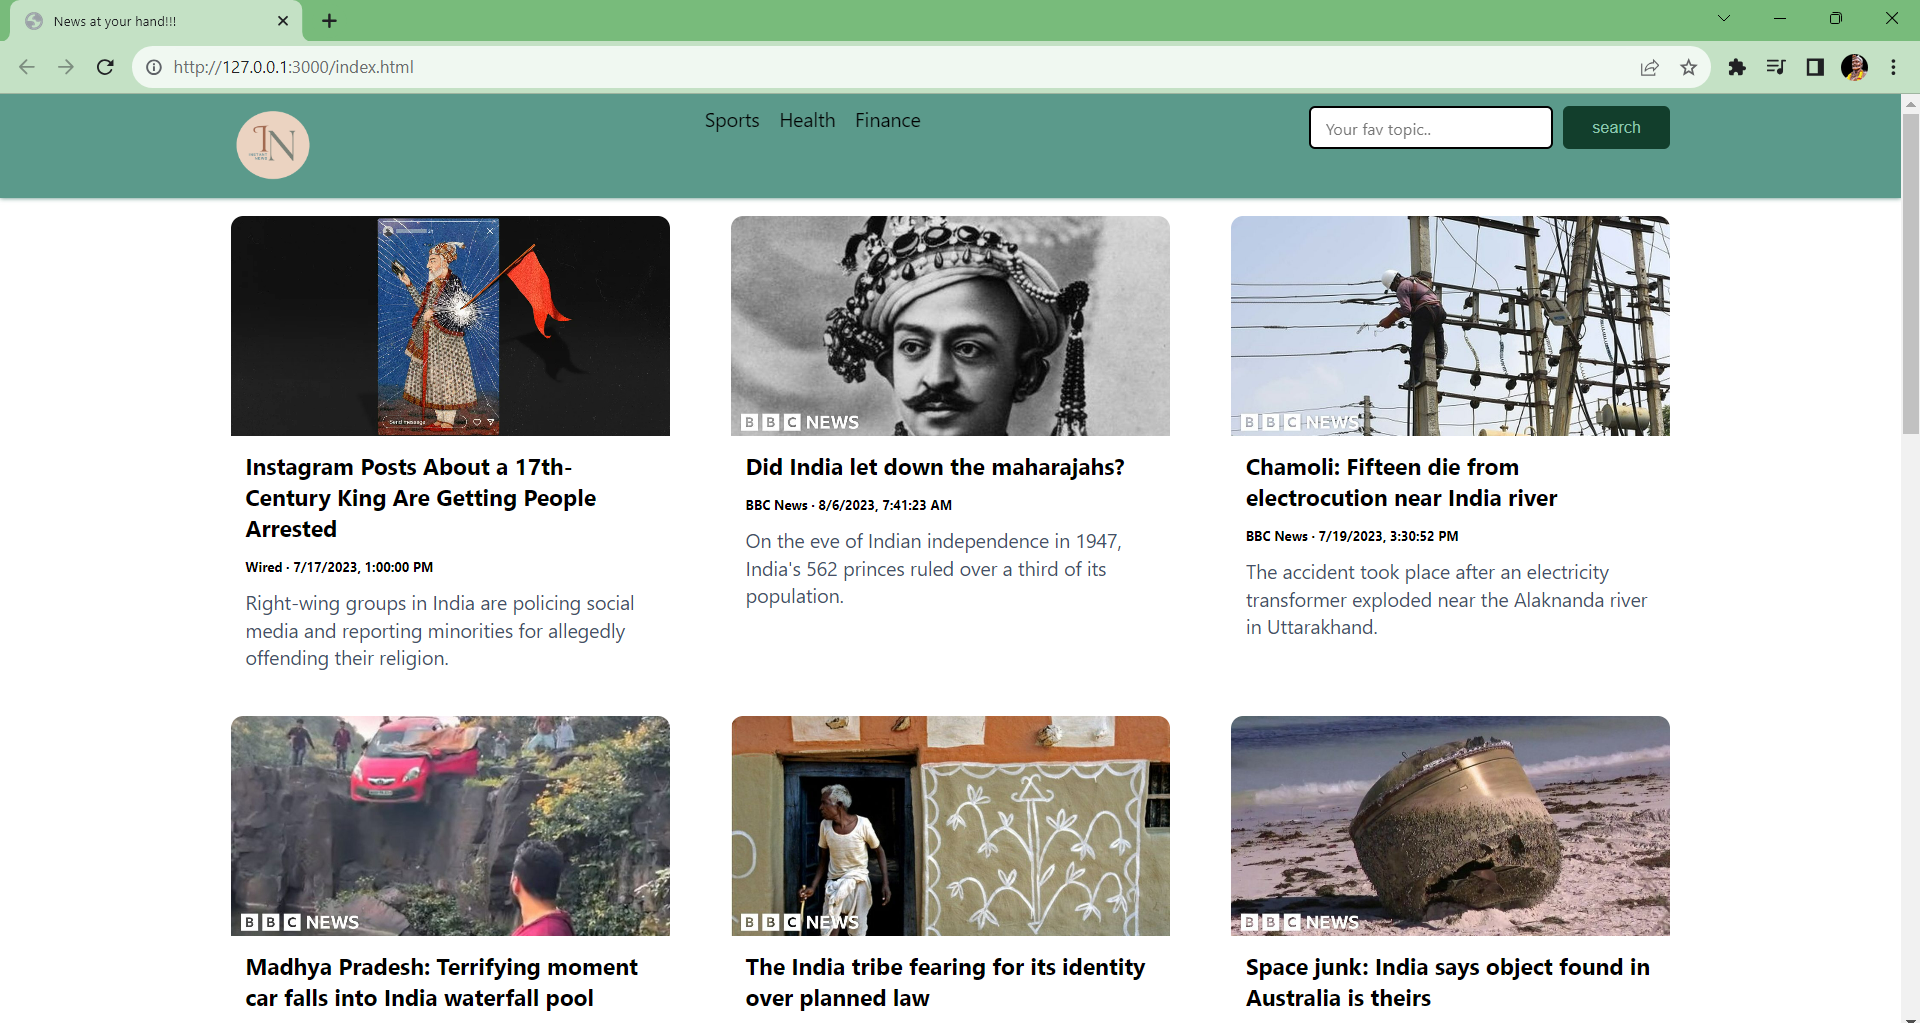 News at your hand!!!
http://127.0.0.1:3000/index.html
IN
Sports Health Finance
Your fav topic..
search
Send message
BBC NEWS
BBC NEWS
Instagram Posts About a 17th-
Century King Are Getting People
Arrested
Wired · 7/17/2023, 1:00:00 PM
Right-wing groups in India are policing social
media and reporting minorities for allegedly
offending their religion.
Did India let down the maharajahs?
BBC News · 8/6/2023, 7:41:23 AM
On the eve of Indian independence in 1947,
India's 562 princes ruled over a third of its
population.
Chamoli: Fifteen die from
electrocution near India river
BBC News · 7/19/2023, 3:30:52 PM
The accident took place after an electricity
transformer exploded near the Alaknanda river
in Uttarakhand.
BBC NEWS
BBC NEWS
BBC NEWS
Madhya Pradesh: Terrifying moment
car falls into India waterfall pool
The India tribe fearing for its identity
over planned law
Space junk: India says object found in
Australia is theirs